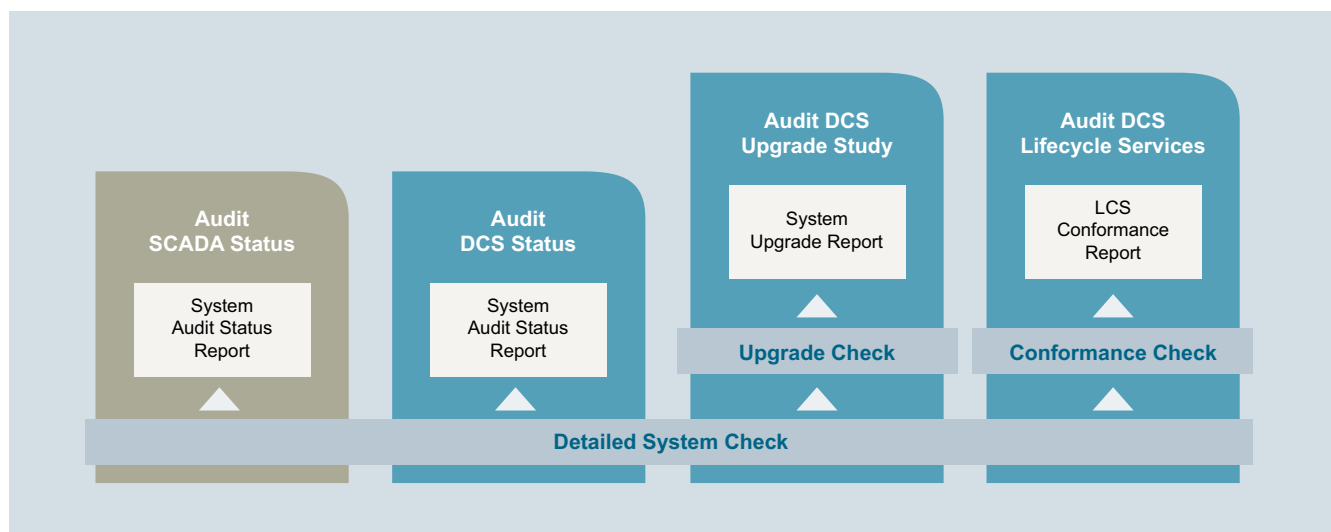 Audit
SCADA Status
System
Audit Status
Report
Audit
DCS Status
System
Audit Status
Report
Audit DCS
Upgrade Study
System
Upgrade Report
Upgrade Check
Audit DCS
Lifecycle Services
LCS
Conformance
Report
Conformance Check
Detailed System Check